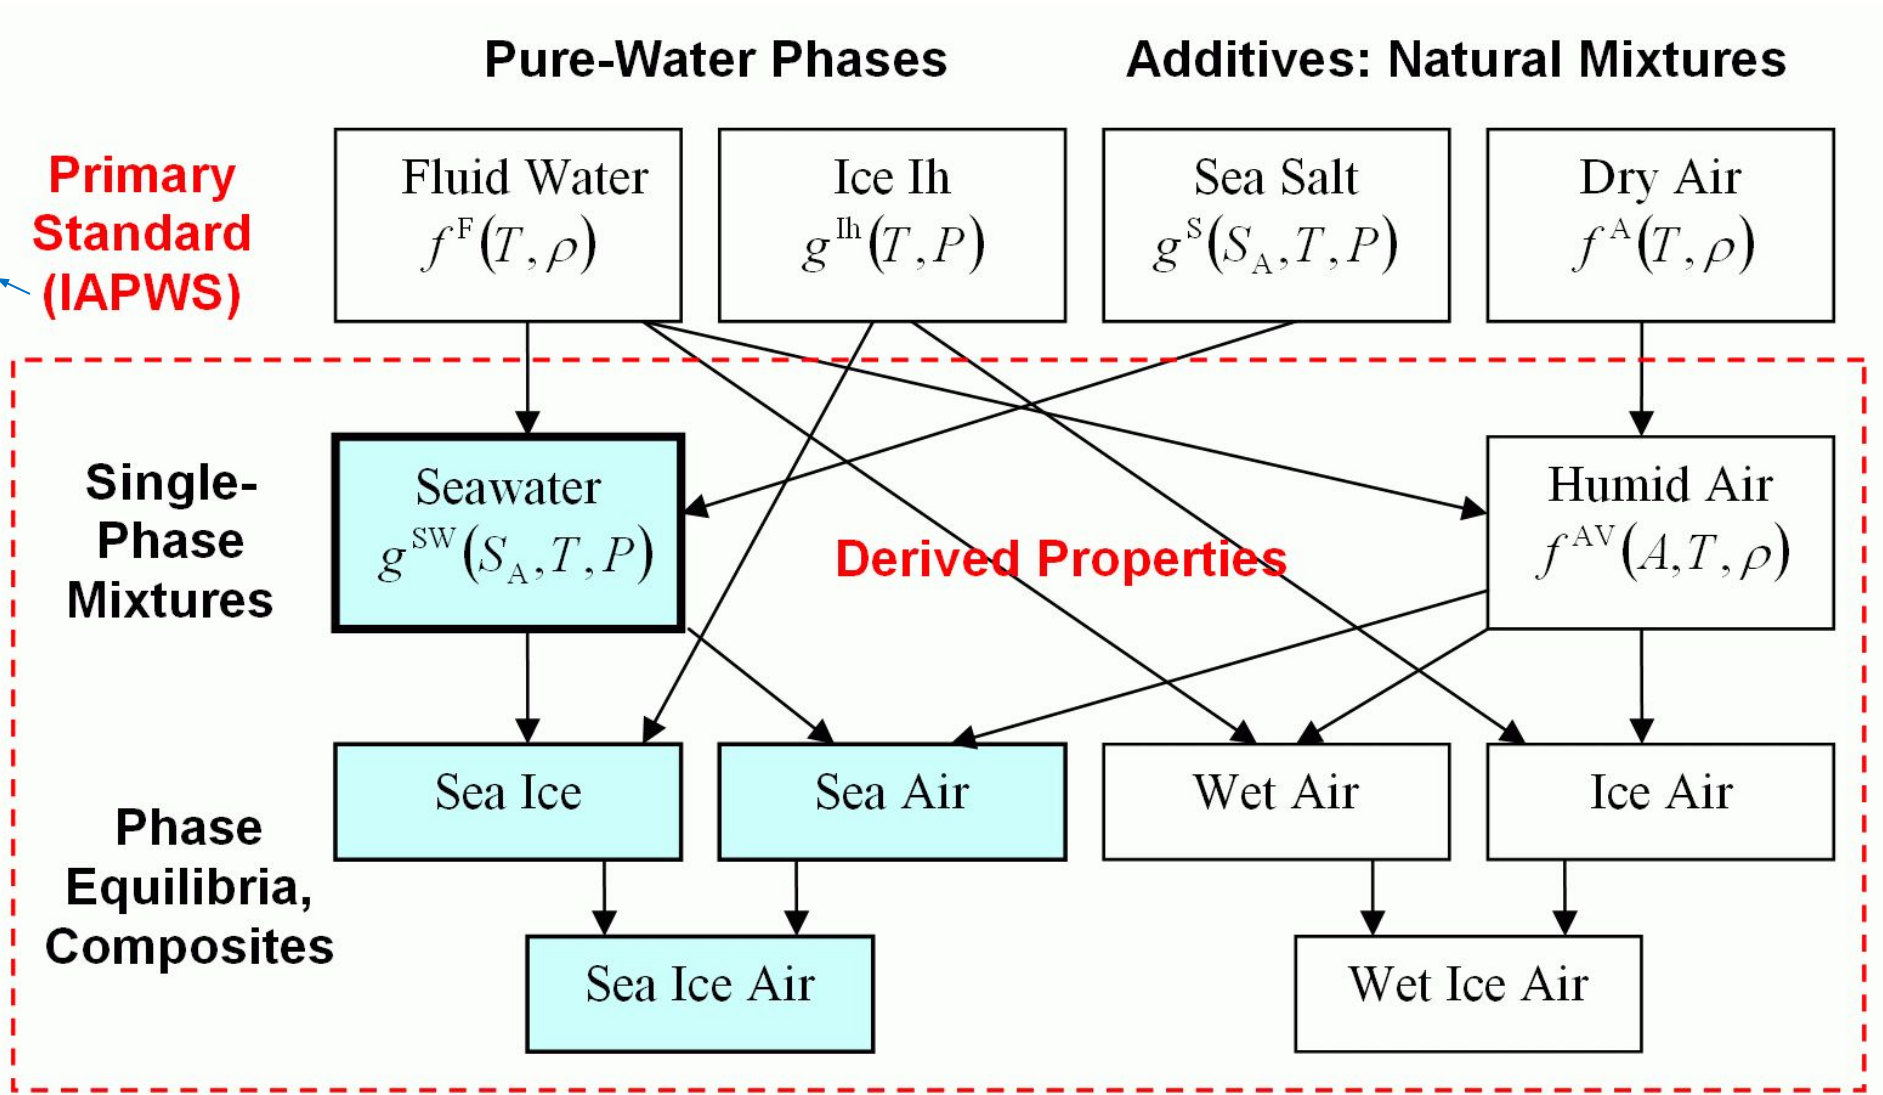 Pure-Water Phases
Additives: Natural Mixtures
Primary
Standard
(IAPWS)
Fluid Water
f^F(T, ρ)
Ice Ih
g^Ih(T, P)
Sea Salt
g^S(S_A, T, P)
Dry Air
f^A(T, ρ)
Single-
Phase
Mixtures
Seawater
g^SW(S_A, T, P)
Derived Properties
Humid Air
f^AV(A, T, ρ)
Phase
Equilibria,
Composites
Sea Ice
Sea Air
Wet Air
Ice Air
Sea Ice Air
Wet Ice Air